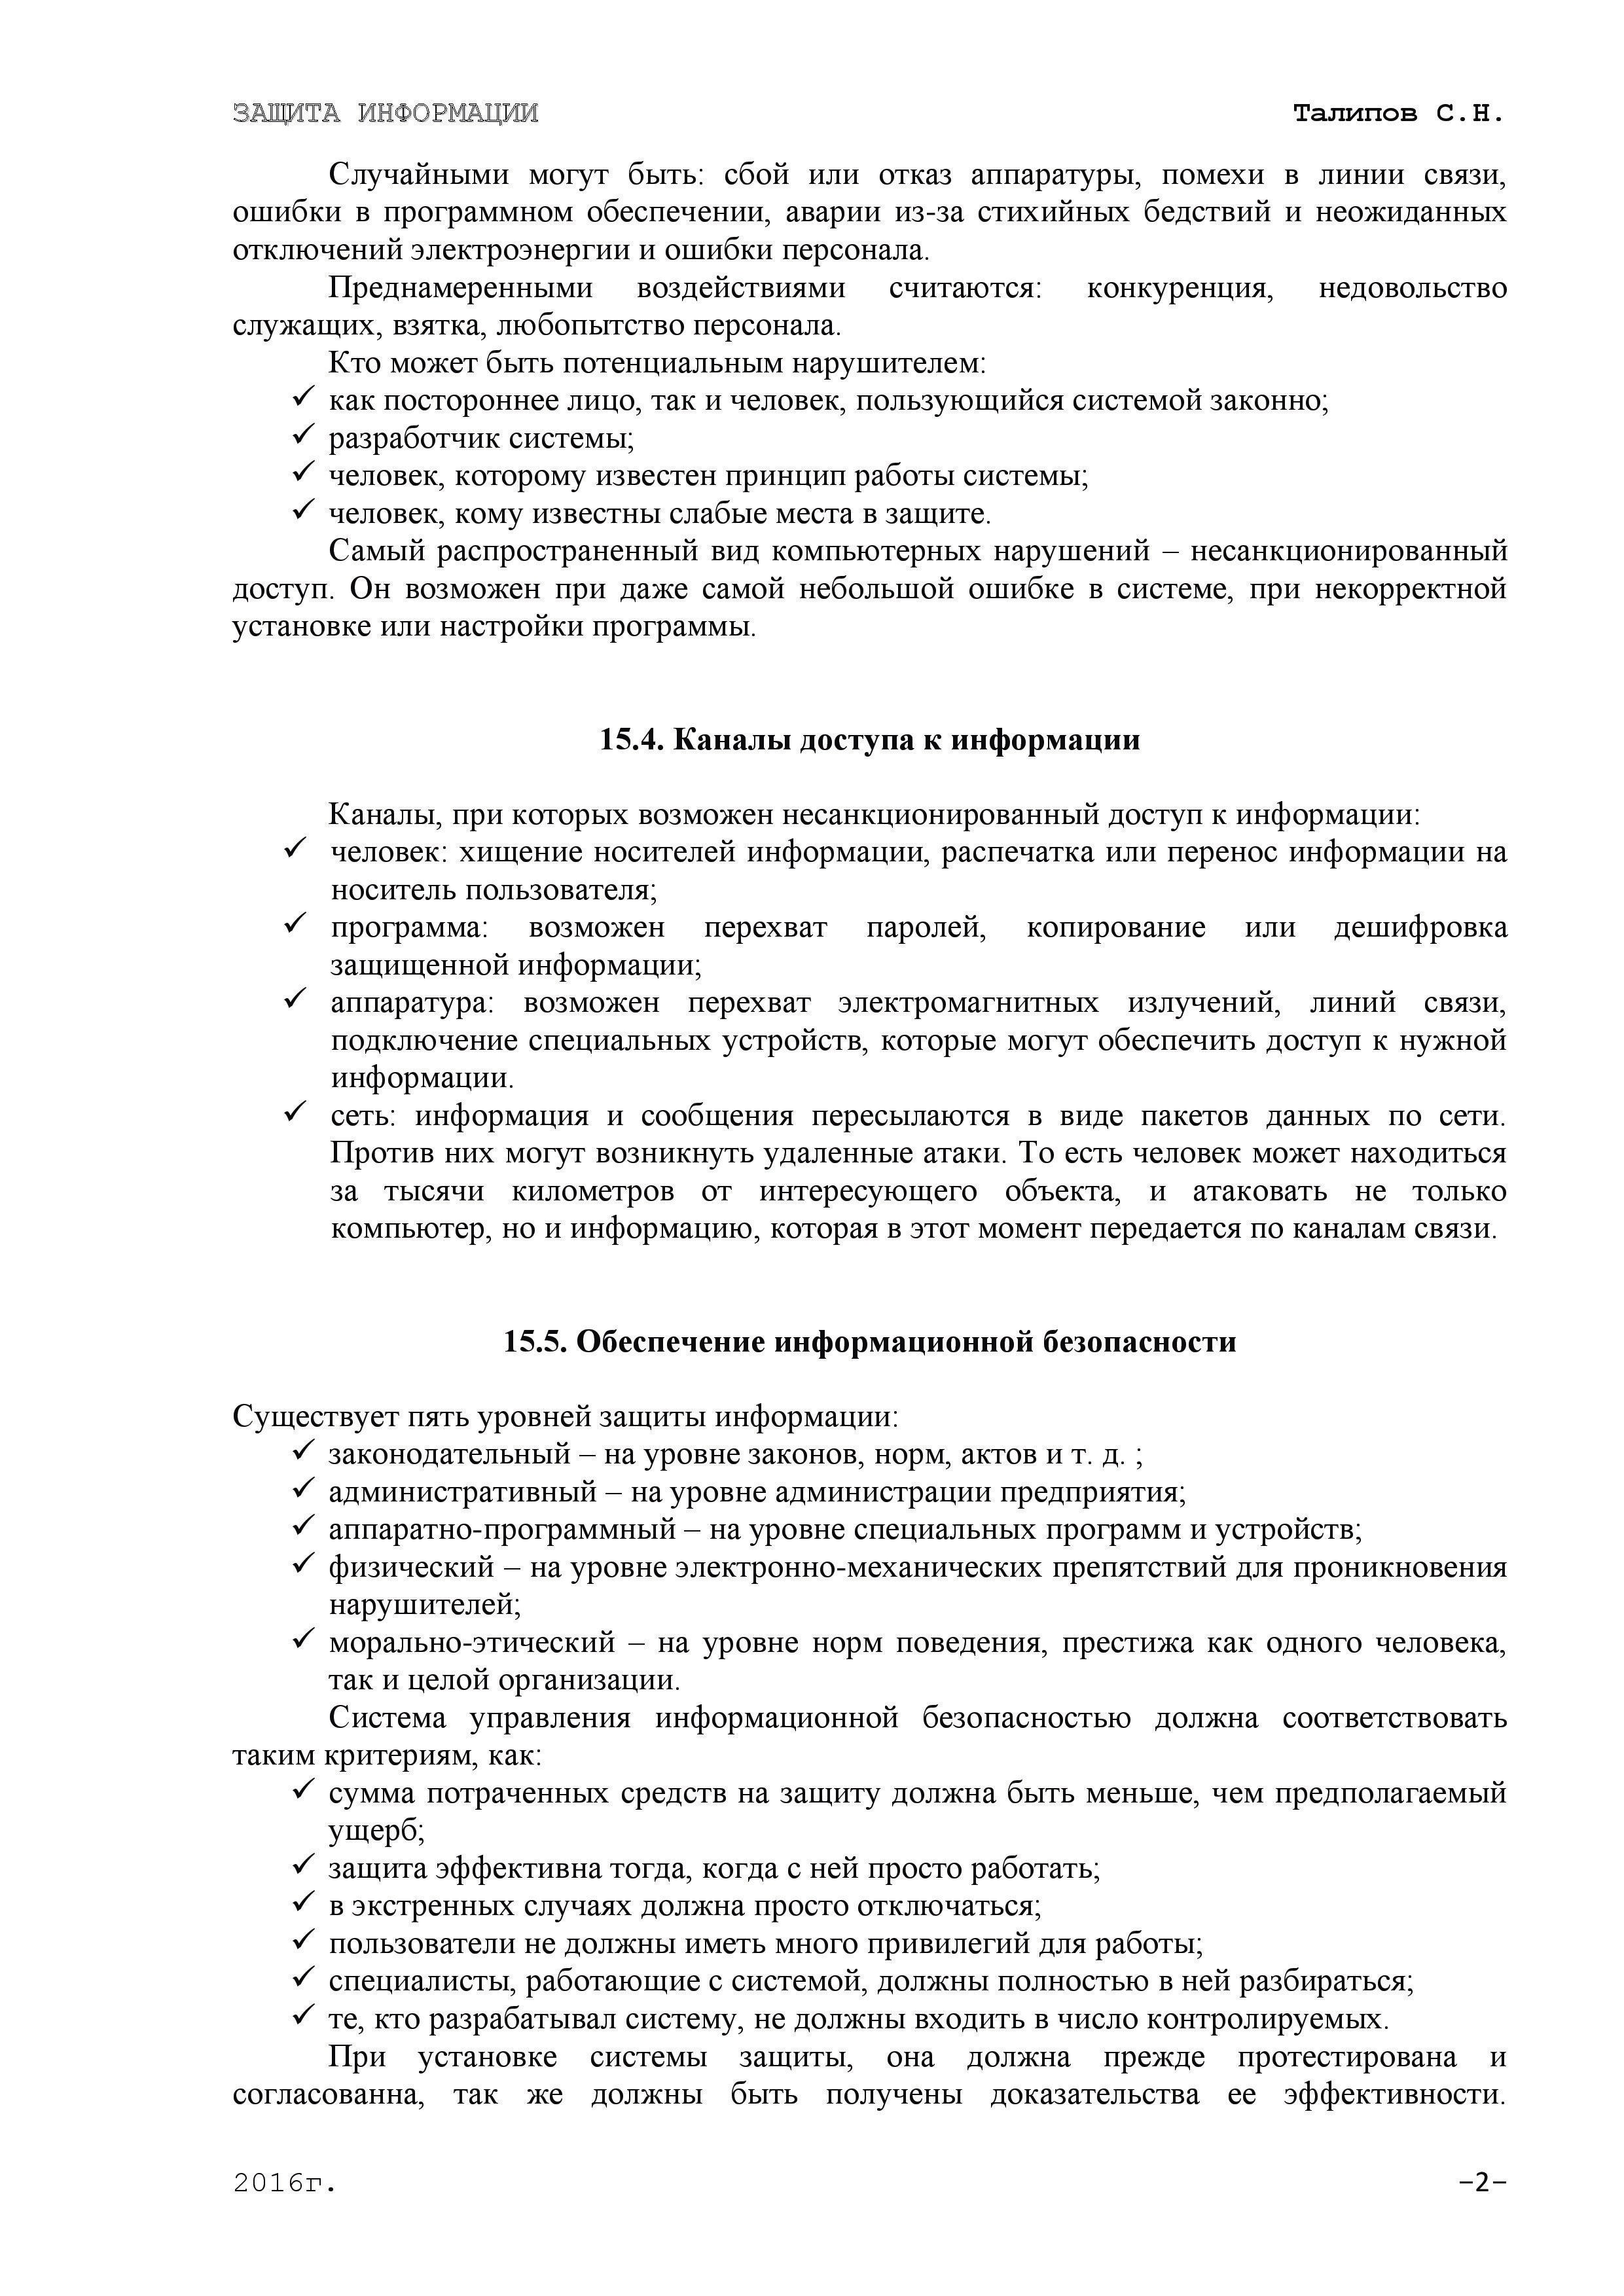 ЗАЩИТА ИНФОРМАЦИИ Талипов С.Н.
Случайными могут быть: сбой или отказ аппаратуры, помехи в линии связи,
ошибки в программном обеспечении, аварии из-за стихийных бедствий и неожиданных
отключений электроэнергии и ошибки персонала.
Преднамеренными воздействиями считаются: конкуренция, недовольство
служащих, взятка, любопытство персонала.
Кто может быть потенциальным нарушителем:
✓ как постороннее лицо, так и человек, пользующийся системой законно;
✓ разработчик системы;
✓ человек, которому известен принцип работы системы;
✓ человек, кому известны слабые места в защите.
Самый распространенный вид компьютерных нарушений – несанкционированный
доступ. Он возможен при даже самой небольшой ошибке в системе, при некорректной
установке или настройки программы.
15.4. Каналы доступа к информации
Каналы, при которых возможен несанкционированный доступ к информации:
✓ человек: хищение носителей информации, распечатка или перенос информации на
носитель пользователя;
✓ программа: возможен перехват паролей, копирование или дешифровка
защищенной информации;
✓ аппаратура: возможен перехват электромагнитных излучений, линий связи,
подключение специальных устройств, которые могут обеспечить доступ к нужной
информации.
✓ сеть: информация и сообщения пересылаются в виде пакетов данных по сети.
Против них могут возникнуть удаленные атаки. То есть человек может находиться
за тысячи километров от интересующего объекта, и атаковать не только
компьютер, но и информацию, которая в этот момент передается по каналам связи.
15.5. Обеспечение информационной безопасности
Существует пять уровней защиты информации:
✓ законодательный – на уровне законов, норм, актов и т. д. ;
✓ административный – на уровне администрации предприятия;
✓ аппаратно-программный – на уровне специальных программ и устройств;
✓ физический – на уровне электронно-механических препятствий для проникновения
нарушителей;
✓ морально-этический – на уровне норм поведения, престижа как одного человека,
так и целой организации.
Система управления информационной безопасностью должна соответствовать
таким критериям, как:
✓ сумма потраченных средств на защиту должна быть меньше, чем предполагаемый
ущерб;
✓ защита эффективна тогда, когда с ней просто работать;
✓ в экстренных случаях должна просто отключаться;
✓ пользователи не должны иметь много привилегий для работы;
✓ специалисты, работающие с системой, должны полностью в ней разбираться;
✓ те, кто разрабатывал систему, не должны входить в число контролируемых.
При установке системы защиты, она должна прежде протестирована и
согласованна, так же должны быть получены доказательства ее эффективности.
2016г. -2-